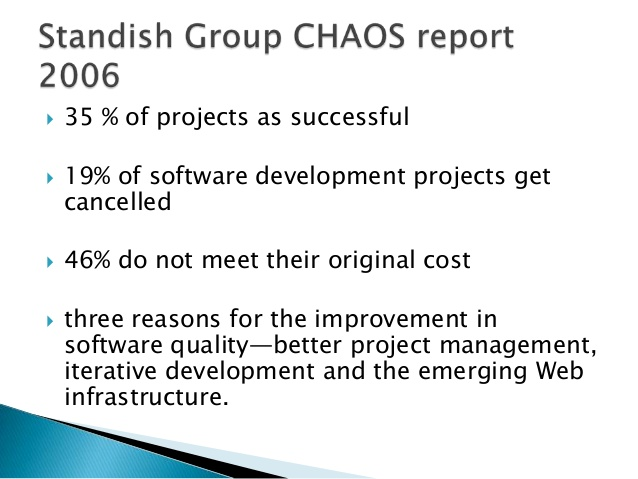 Standish Group CHAOS report
2006
35 % of projects as successful
19% of software development projects get
cancelled
46% do not meet their original cost
three reasons for the improvement in
software quality—better project management,
iterative development and the emerging Web
infrastructure.